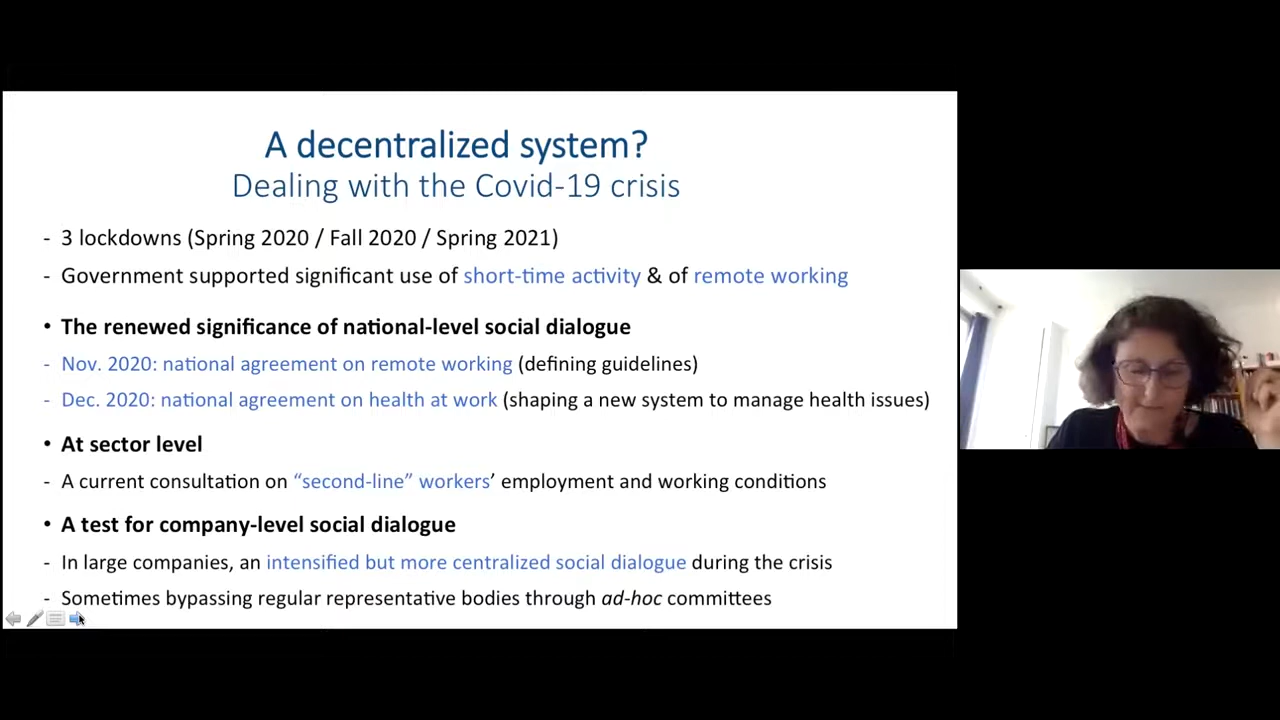 A decentralized system?
Dealing with the Covid-19 crisis
- 3 lockdowns (Spring 2020 / Fall 2020 / Spring 2021)
- Government supported significant use of short-time activity & of remote working
• The renewed significance of national-level social dialogue
- Nov. 2020: national agreement on remote working (defining guidelines)
- Dec. 2020: national agreement on health at work (shaping a new system to manage health issues)
• At sector level
- A current consultation on “second-line” workers’ employment and working conditions
• A test for company-level social dialogue
- In large companies, an intensified but more centralized social dialogue during the crisis
- Sometimes bypassing regular representative bodies through ad-hoc committees